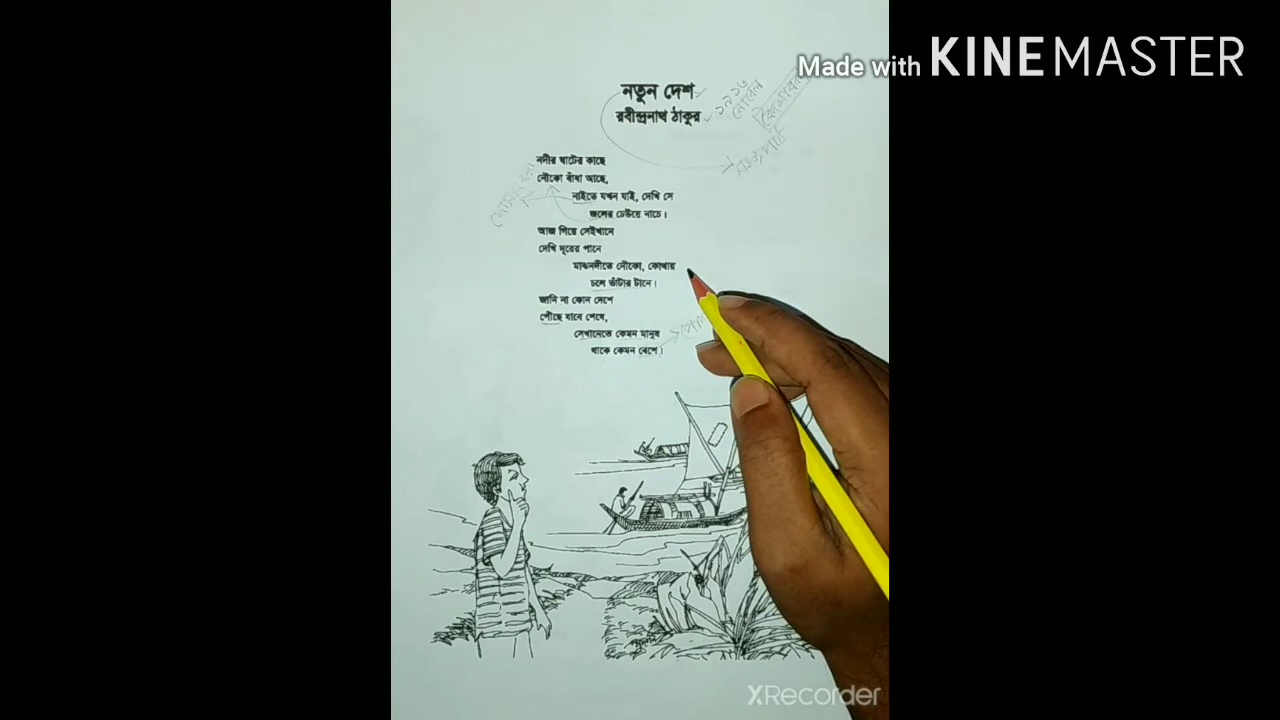 Made with KINEMASTER
নতুন দেশ
রবীন্দ্রনাথ ঠাকুর
১৯১৩
নোবেল
নদীর ঘাটের কাছে
নৌকো বাঁধা আছে,
নাইতে যখন যাই, দেখি সে
জলের ঢেউয়ে নাচে।
আজ গিয়ে সেইখানে
দেখি দূরের পানে
মাঝনদীতে নৌকো, কোথায়
চলে ভাঁটার টানে।
জানি না কোন দেশে
পৌঁছে যাবে শেষে,
সেখানেতে কেমন মানুষ
থাকে কেমন বেশে।
XRecorder